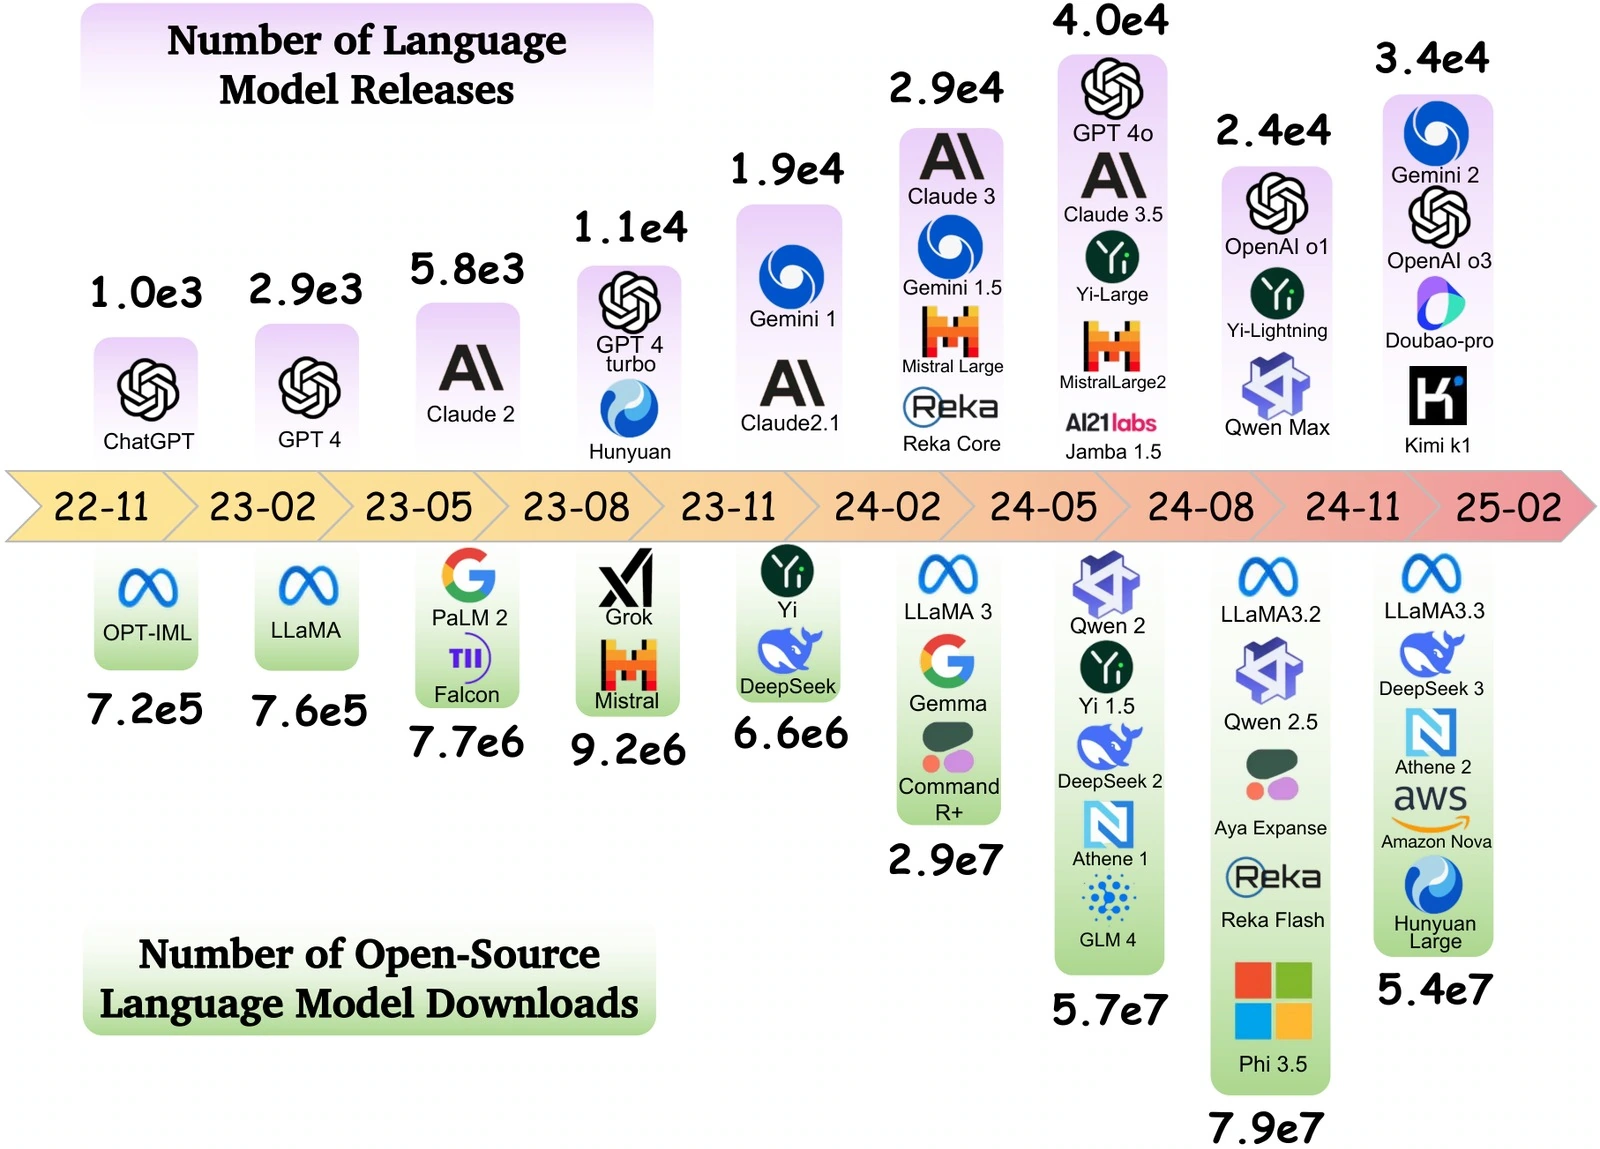 Number of Language
Model Releases
1.0e3
ChatGPT
2.9e3
GPT 4
5.8e3
Claude 2
1.1e4
GPT 4
turbo
Hunyuan
1.9e4
Gemini 1
Claude2.1
2.9e4
Claude 3
Gemini 1.5
Mistral Large
Reka
Reka Core
4.0e4
GPT 4o
Claude 3.5
Yi
Yi-Large
MistralLarge2
AI21labs
Jamba 1.5
2.4e4
OpenAI o1
Yi
Yi-Lightning
Qwen Max
3.4e4
Gemini 2
OpenAI o3
Doubao-pro
K
Kimi k1
22-11
23-02
23-05
23-08
23-11
24-02
24-05
24-08
24-11
25-02
OPT-IML
7.2e5
LLaMA
7.6e5
PaLM 2
TII
Falcon
7.7e6
Grok
Mistral
9.2e6
Yi
Yi
DeepSeek
6.6e6
LLaMA 3
Gemma
Command
R+
2.9e7
Qwen 2
Yi
Yi 1.5
DeepSeek 2
Athene 1
GLM 4
5.7e7
LLaMA3.2
Qwen 2.5
Aya Expanse
Reka
Reka Flash
Phi 3.5
7.9e7
LLaMA3.3
DeepSeek 3
Athene 2
aws
Amazon Nova
Hunyuan
Large
5.4e7
Number of Open-Source
Language Model Downloads